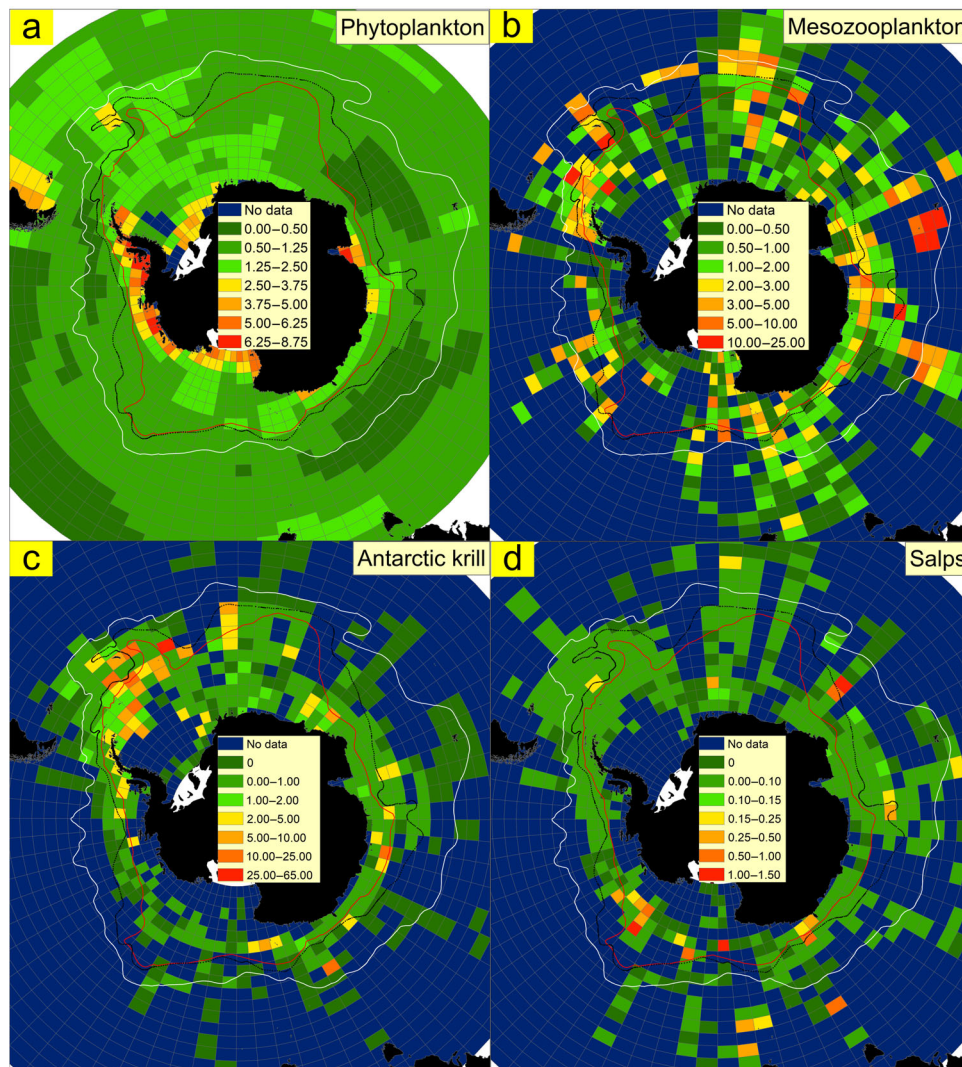 a
Phytoplankton
No data
0.00–0.50
0.50–1.25
1.25–2.50
2.50–3.75
3.75–5.00
5.00–6.25
6.25–8.75
b
Mesozooplankton
No data
0.00–0.50
0.50–1.00
1.00–2.00
2.00–3.00
3.00–5.00
5.00–10.00
10.00–25.00
c
Antarctic krill
No data
0
0.00–1.00
1.00–2.00
2.00–5.00
5.00–10.00
10.00–25.00
25.00–65.00
d
Salps
No data
0
0.00–0.10
0.10–0.15
0.15–0.25
0.25–0.50
0.50–1.00
1.00–1.50